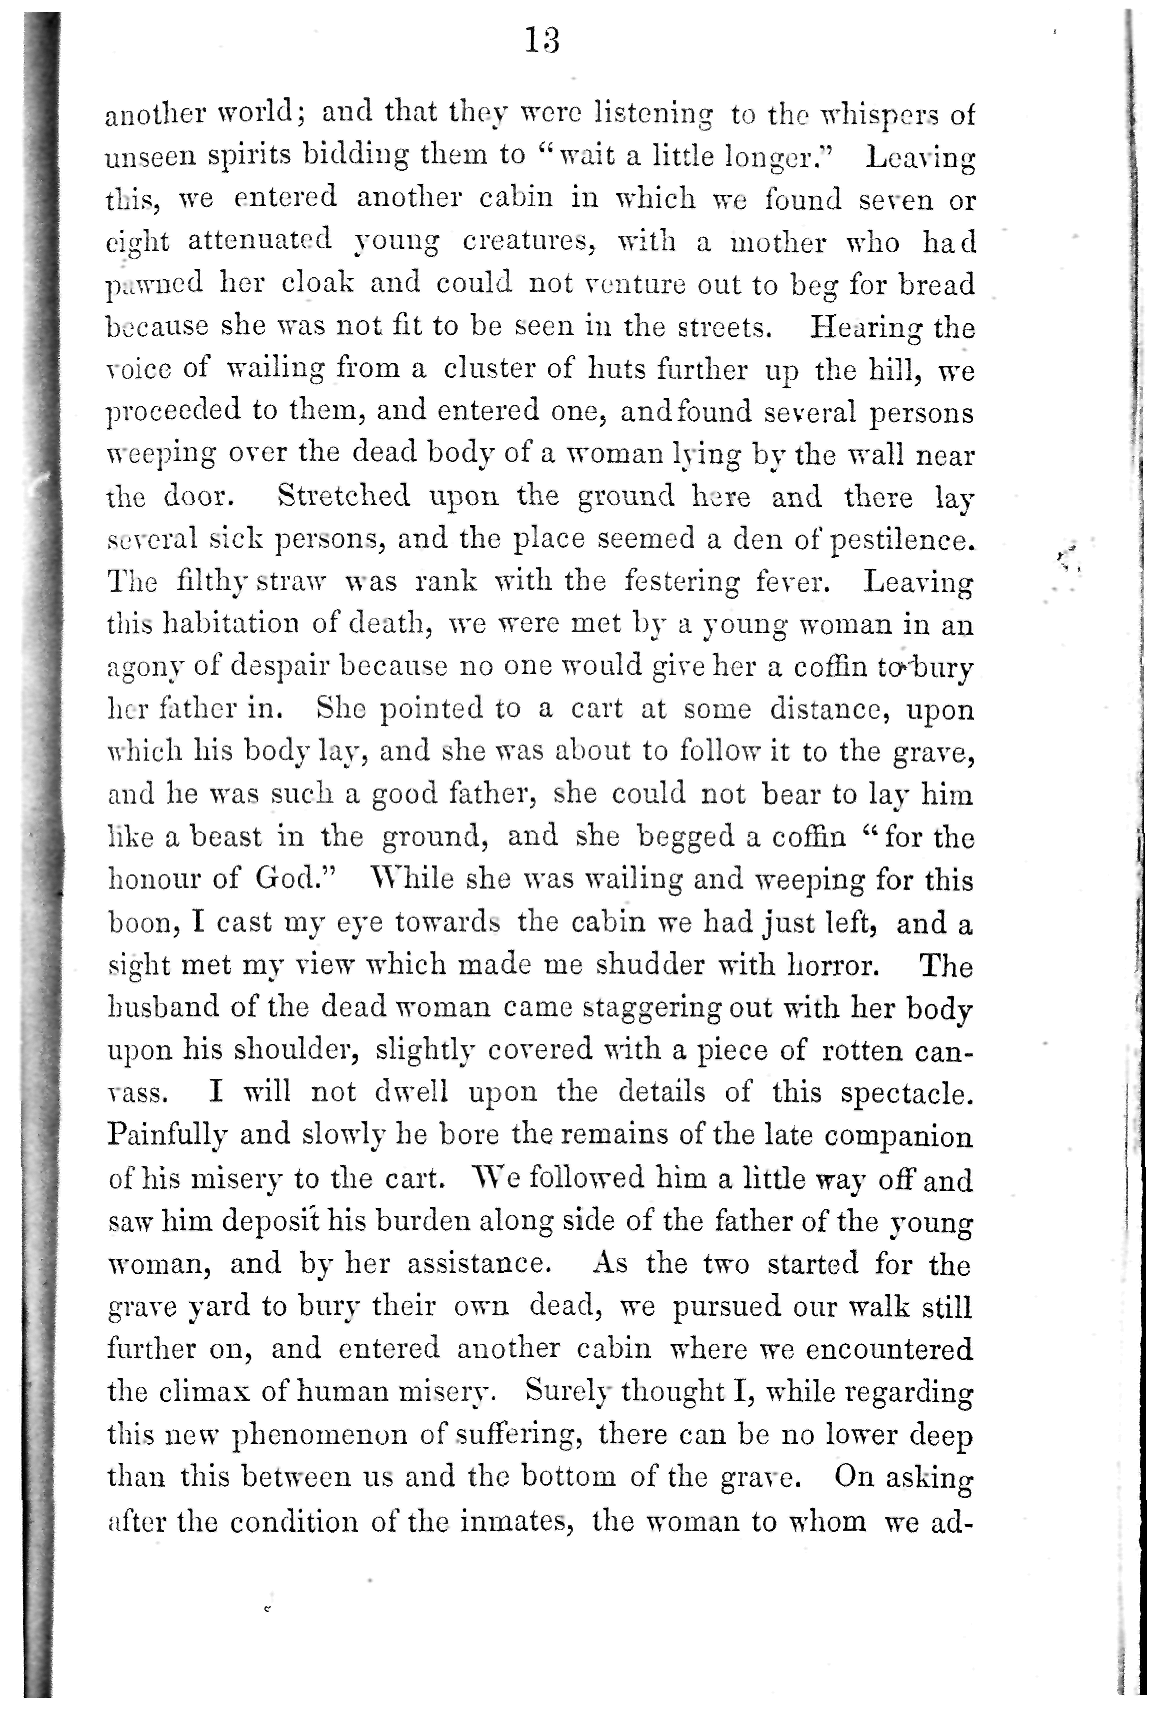 13
another world; and that they were listening to the whispers of
unseen spirits bidding them to “wait a little longer.” Leaving
this, we entered another cabin in which we found seven or
eight attenuated young creatures, with a mother who had
pawned her cloak and could not venture out to beg for bread
because she was not fit to be seen in the streets. Hearing the
voice of wailing from a cluster of huts further up the hill, we
proceeded to them, and entered one, and found several persons
weeping over the dead body of a woman lying by the wall near
the door. Stretched upon the ground here and there lay
several sick persons, and the place seemed a den of pestilence.
The filthy straw was rank with the festering fever. Leaving
this habitation of death, we were met by a young woman in an
agony of despair because no one would give her a coffin to bury
her father in. She pointed to a cart at some distance, upon
which his body lay, and she was about to follow it to the grave,
and he was such a good father, she could not bear to lay him
like a beast in the ground, and she begged a coffin “for the
honour of God.” While she was wailing and weeping for this
boon, I cast my eye towards the cabin we had just left, and a
sight met my view which made me shudder with horror. The
husband of the dead woman came staggering out with her body
upon his shoulder, slightly covered with a piece of rotten can-
vass. I will not dwell upon the details of this spectacle.
Painfully and slowly he bore the remains of the late companion
of his misery to the cart. We followed him a little way off and
saw him deposit his burden along side of the father of the young
woman, and by her assistance. As the two started for the
grave yard to bury their own dead, we pursued our walk still
further on, and entered another cabin where we encountered
the climax of human misery. Surely thought I, while regarding
this new phenomenon of suffering, there can be no lower deep
than this between us and the bottom of the grave. On asking
after the condition of the inmates, the woman to whom we ad-